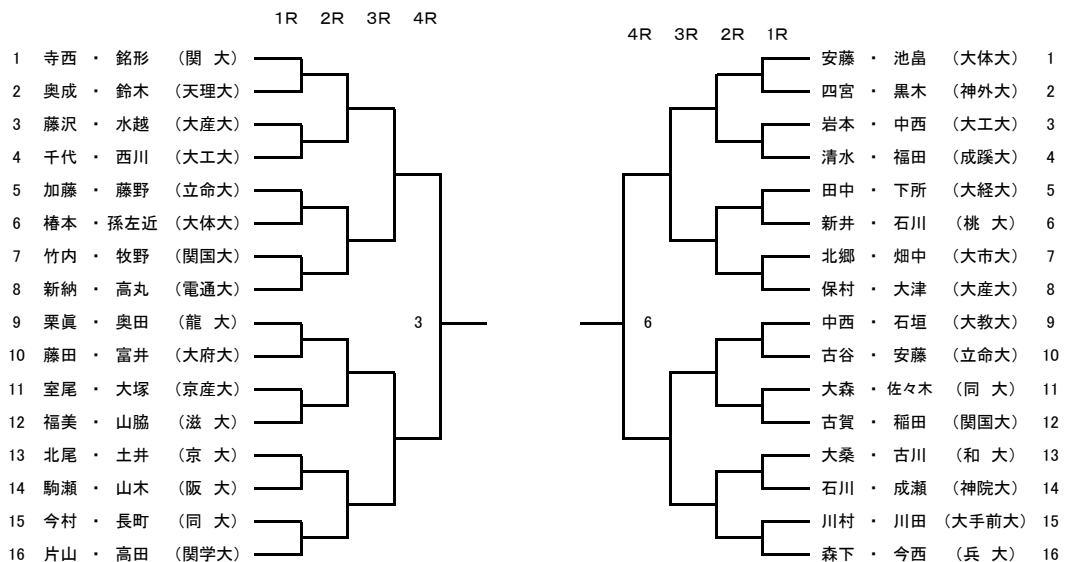 1R 2R 3R 4R
1 寺西 ・ 銘形 （関 大）
2 奥成 ・ 鈴木 （天理大）
3 藤沢 ・ 水越 （大産大）
4 千代 ・ 西川 （大工大）
5 加藤 ・ 藤野 （立命大）
6 椿本 ・ 孫左近 （大体大）
7 竹内 ・ 牧野 （関国大）
8 新納 ・ 高丸 （電通大）
9 栗眞 ・ 奥田 （龍 大）
10 藤田 ・ 富井 （大府大）
11 室尾 ・ 大塚 （京産大）
12 福美 ・ 山脇 （滋 大）
13 北尾 ・ 土井 （京 大）
14 駒瀬 ・ 山木 （阪 大）
15 今村 ・ 長町 （同 大）
16 片山 ・ 高田 （関学大）
3
4R 3R 2R 1R
安藤 ・ 池畠 （大体大） 1
四宮 ・ 黒木 （神外大） 2
岩本 ・ 中西 （大工大） 3
清水 ・ 福田 （成蹊大） 4
田中 ・ 下所 （大経大） 5
新井 ・ 石川 （桃 大） 6
北郷 ・ 畑中 （大市大） 7
保村 ・ 大津 （大産大） 8
中西 ・ 石垣 （大教大） 9
古谷 ・ 安藤 （立命大） 10
大森 ・ 佐々木 （同 大） 11
古賀 ・ 稲田 （関国大） 12
大桑 ・ 古川 （和 大） 13
石川 ・ 成瀬 （神院大） 14
川村 ・ 川田 （大手前大） 15
森下 ・ 今西 （兵 大） 16
6